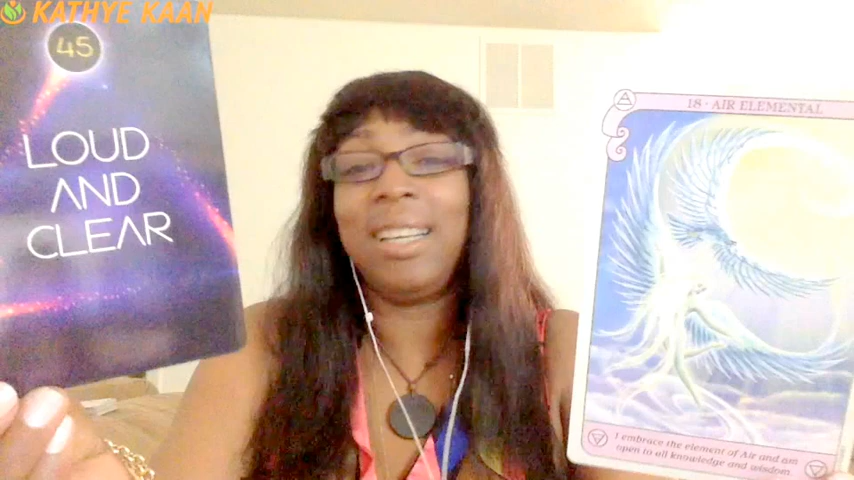 KATHYE KAAN
45
LOUD
AND
CLEAR
18 · AIR ELEMENTAL
I embrace the element of Air and am
open to all knowledge and wisdom.